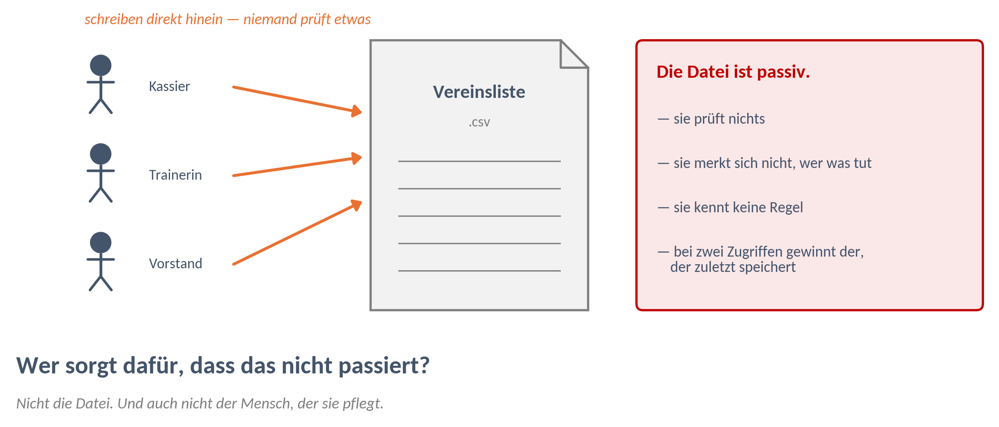 schreiben direkt hinein — niemand prüft etwas
Kassier
Trainerin
Vorstand
Vereinsliste
.csv
Die Datei ist passiv.
— sie prüft nichts
— sie merkt sich nicht, wer was tut
— sie kennt keine Regel
— bei zwei Zugriffen gewinnt der,
der zuletzt speichert
Wer sorgt dafür, dass das nicht passiert?
Nicht die Datei. Und auch nicht der Mensch, der sie pflegt.